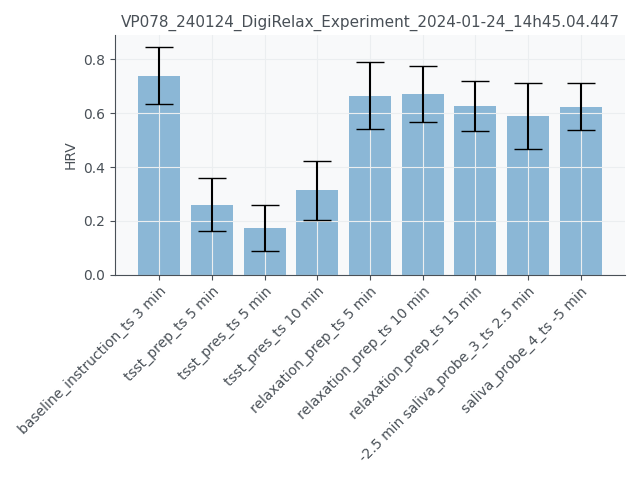 VP078_240124_DigiRelax_Experiment_2024-01-24_14h45.04.447
HRV
0.8
0.6
0.4
0.2
0.0
baseline_instruction_ts 3 min
tsst_prep_ts 5 min
tsst_pres_ts 5 min
tsst_pres_ts 10 min
relaxation_prep_ts 5 min
relaxation_prep_ts 10 min
relaxation_prep_ts 15 min
-2.5 min saliva_probe_3_ts 2.5 min
saliva_probe_4_ts -5 min